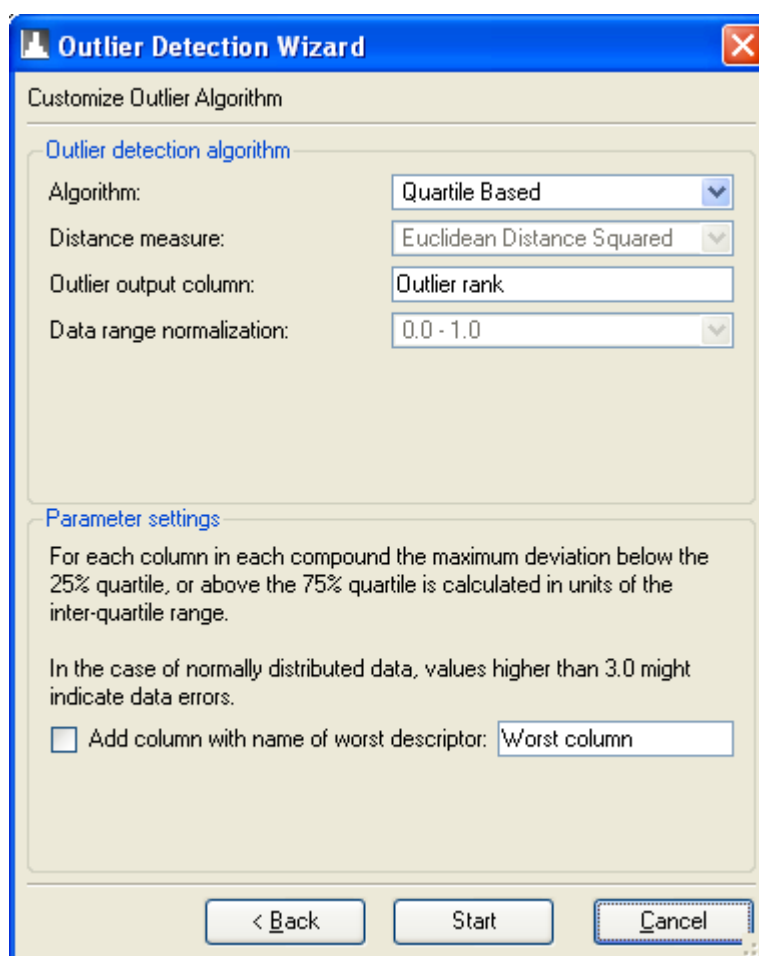 Outlier Detection Wizard
Customize Outlier Algorithm
Outlier detection algorithm
Algorithm: Quartile Based
Distance measure: Euclidean Distance Squared
Outlier output column: Outlier rank
Data range normalization: 0.0 - 1.0
Parameter settings
For each column in each compound the maximum deviation below the
25% quartile, or above the 75% quartile is calculated in units of the
inter-quartile range.
In the case of normally distributed data, values higher than 3.0 might
indicate data errors.
Add column with name of worst descriptor: Worst column
< Back Start Cancel